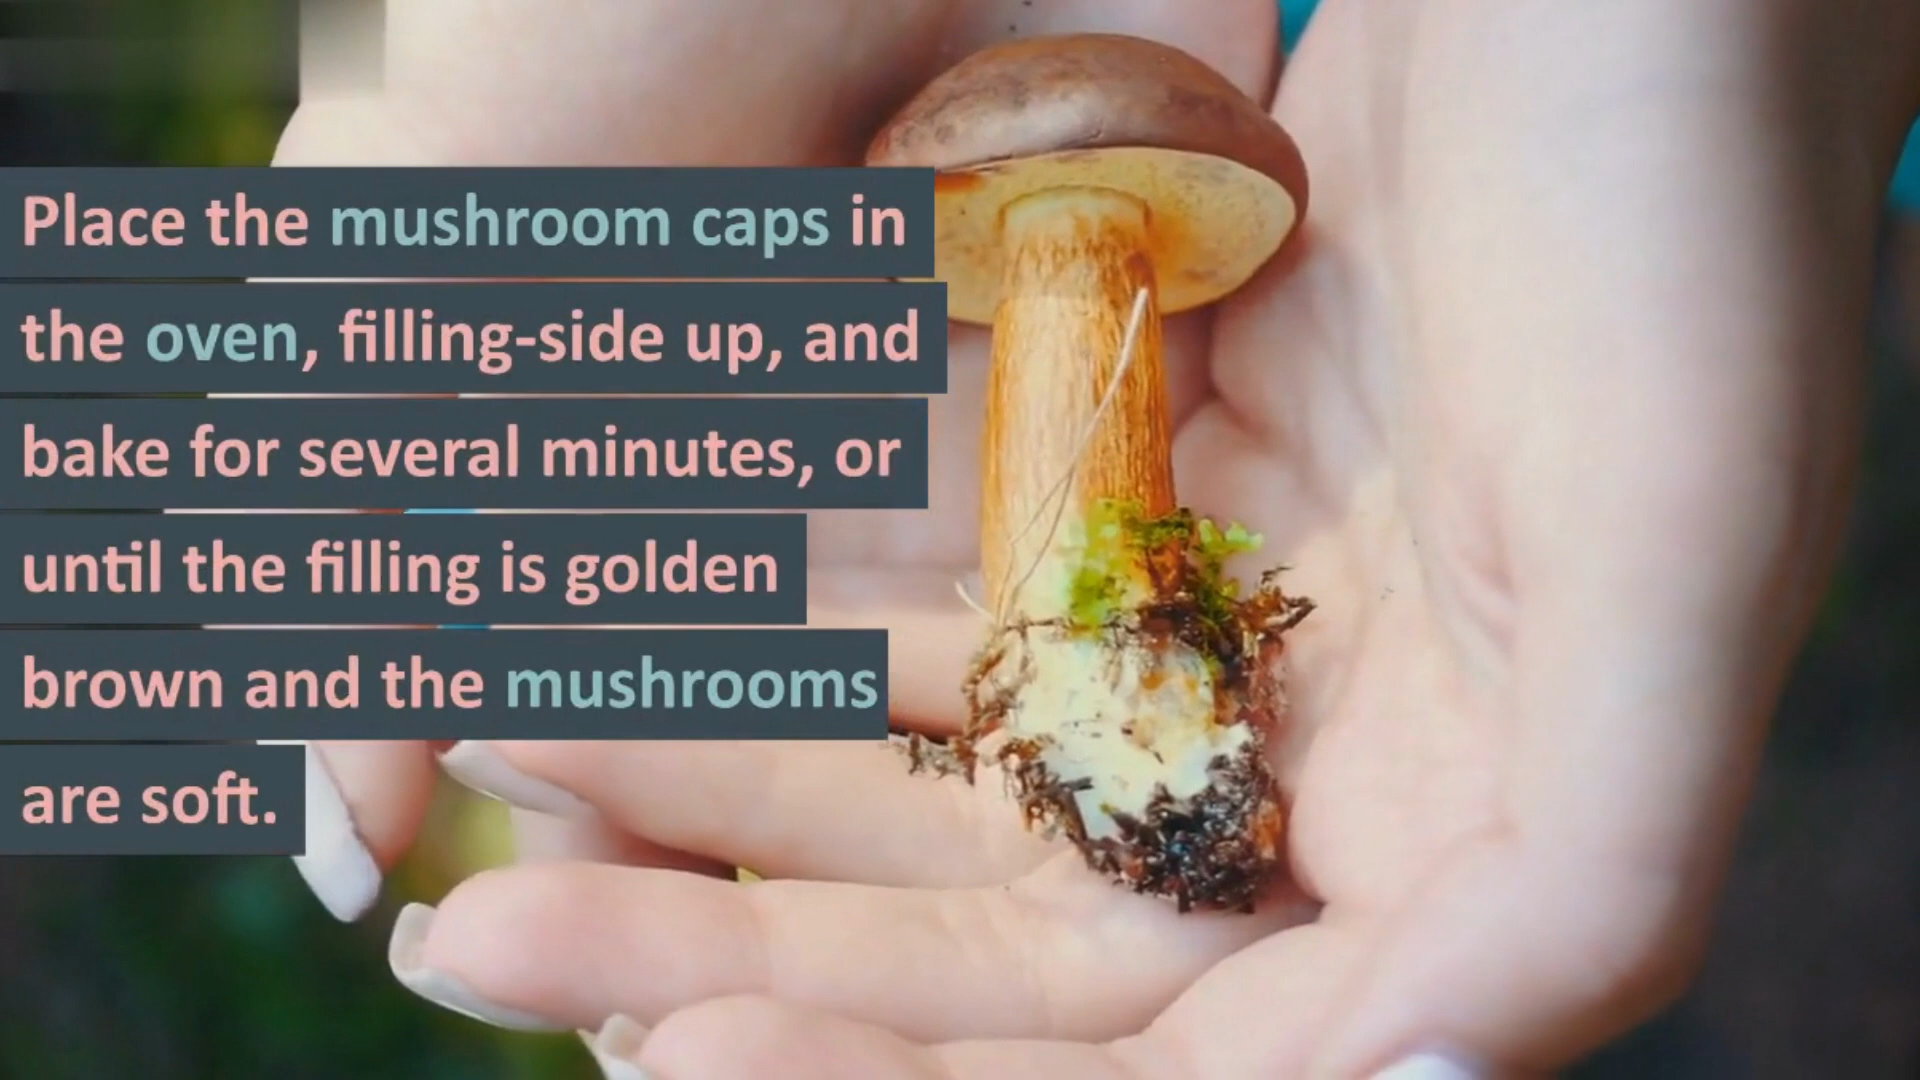 Place the mushroom caps in
the oven, filling-side up, and
bake for several minutes, or
until the filling is golden
brown and the mushrooms
are soft.